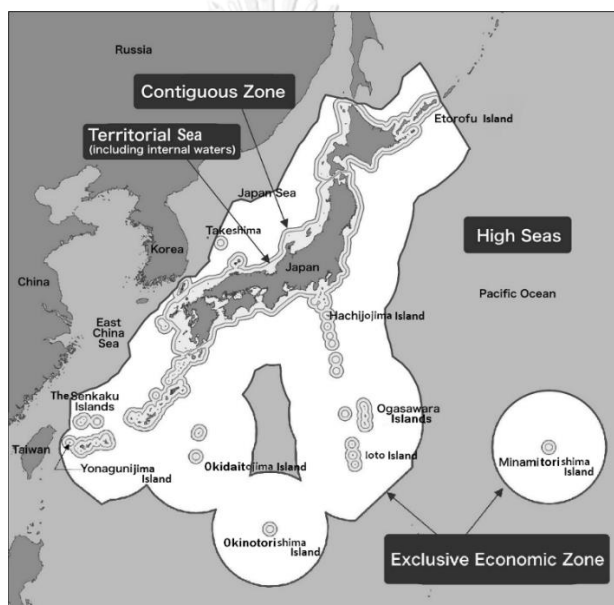 Russia
Contiguous Zone
Etorofu Island
Territorial Sea
(including internal waters)
Japan Sea
Takeshima
High Seas
Korea
Japan
China
Pacific Ocean
Hachijojima Island
East
China
Sea
The Senkaku
Islands
Ogasawara
Islands
Taiwan
Yonagunijima
Island
Okidaitojima Island
Ioto Island
Minamitorishima
Island
Okinotorishima
Island
Exclusive Economic Zone